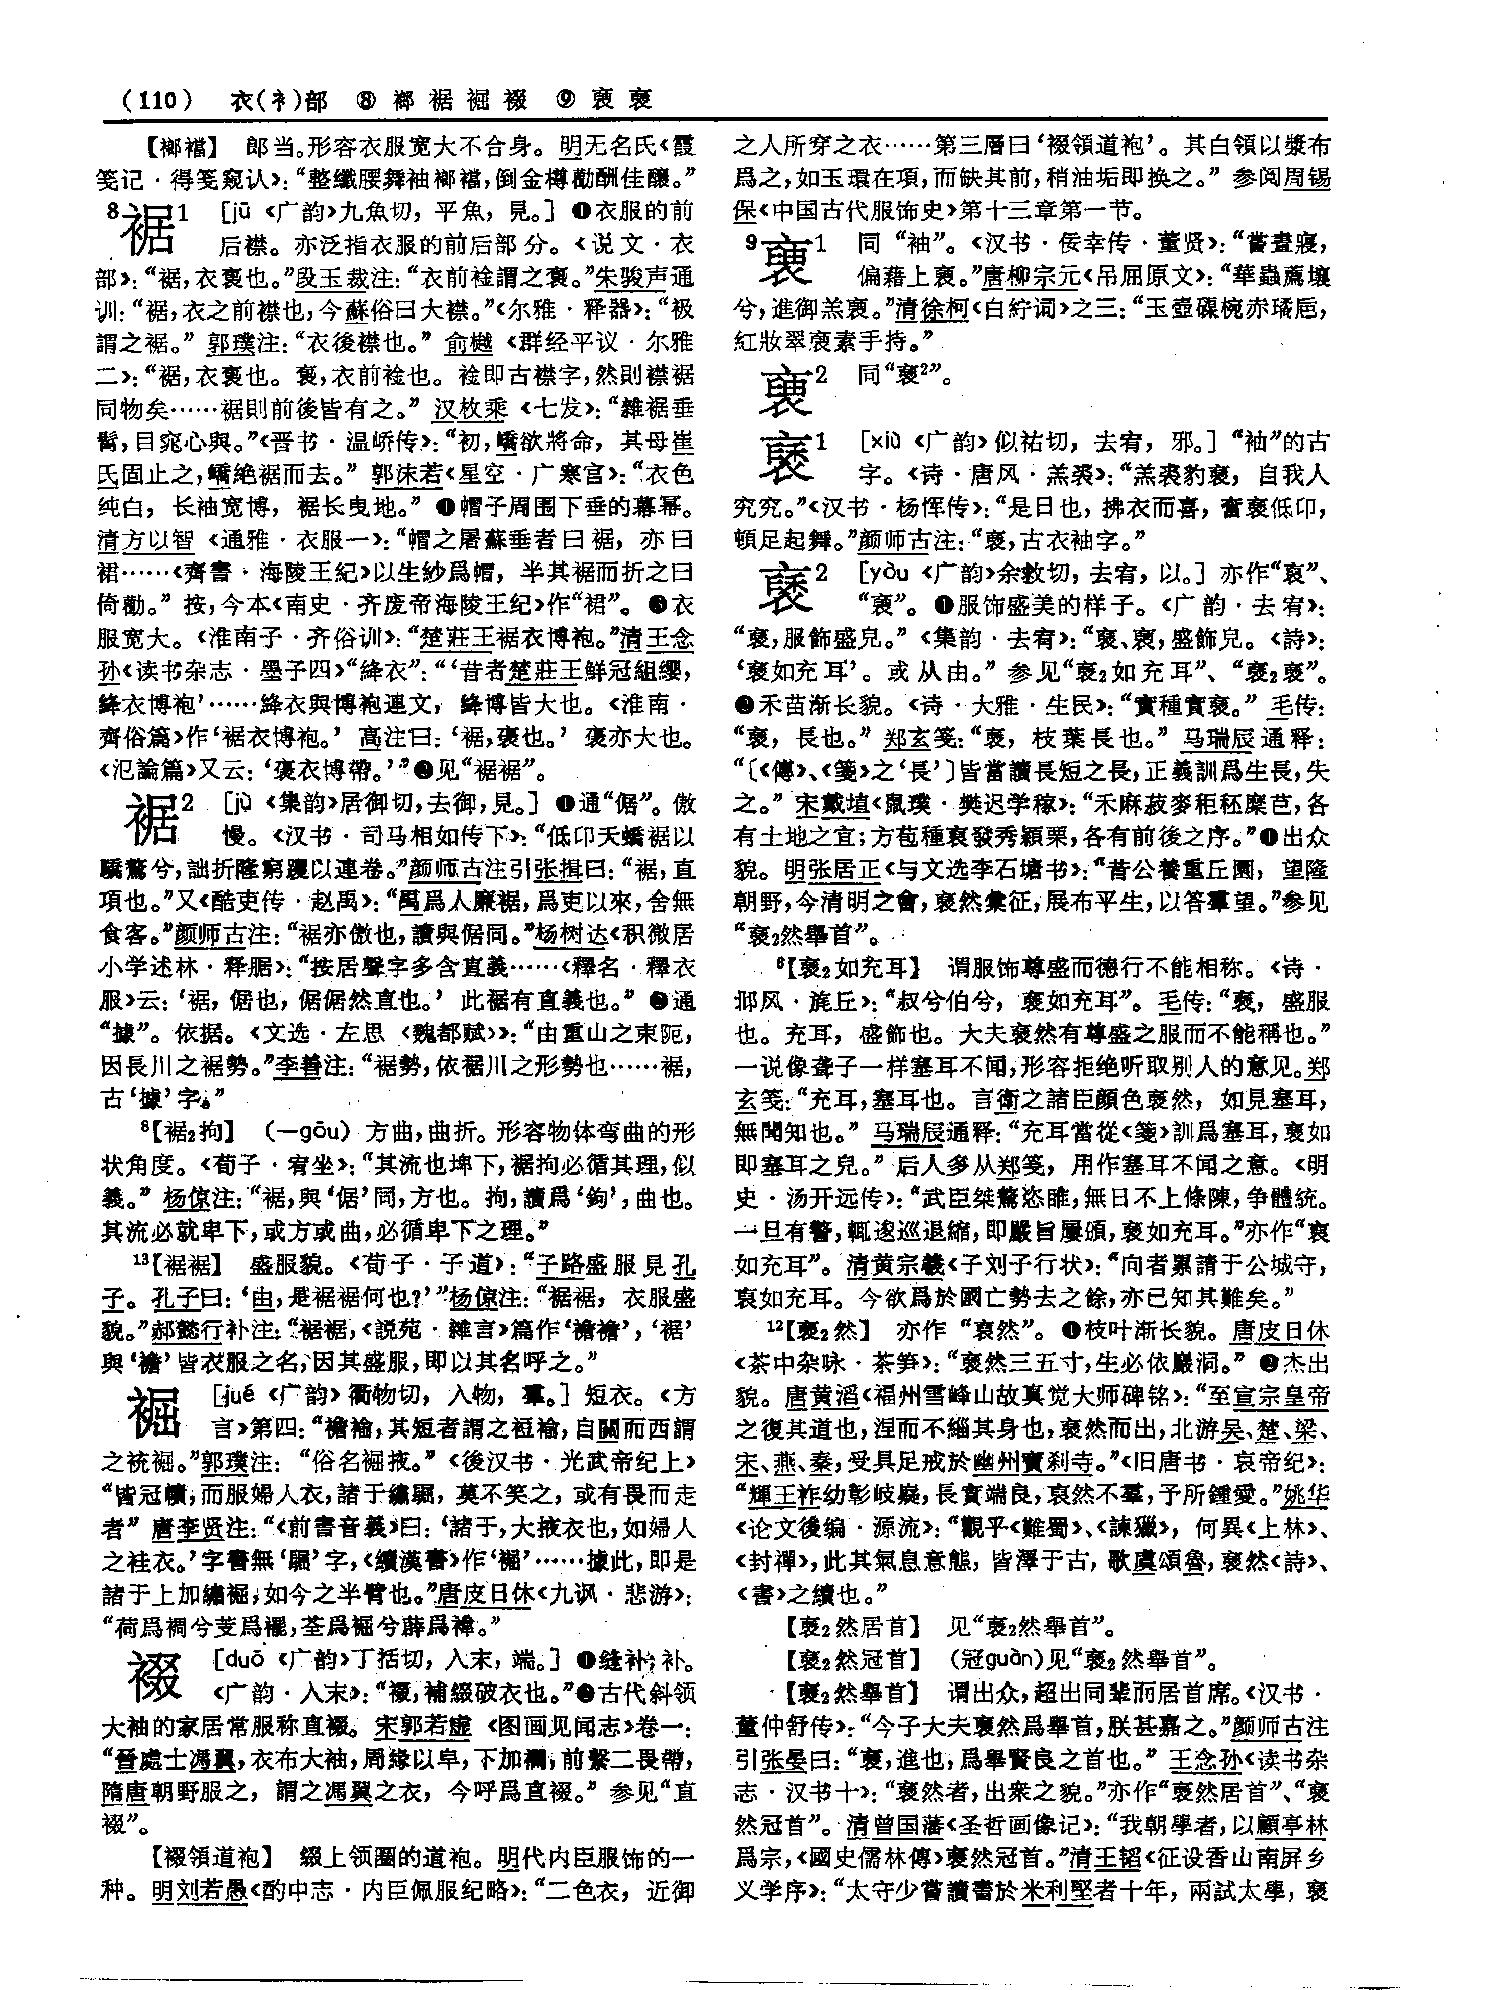 (110) 衣(衤)部 ⑧ 裾 裾 裰 ⑨ 褏 褎
【襠】 郎当。形容衣服宽大不合身。明无名氏《霞
笺记·得笺窥认》：“整纖腰舞袖襠，倒金樽勸酬佳釀。”
8 裾1 [jū《广韵》九魚切，平魚，見。] ❶衣服的前
后襟。亦泛指衣服的前后部分。《说文·衣
部》：“裾，衣裏也。”段玉裁注：“衣前裣謂之褱。”朱骏声通
训：“裾，衣之前襟也，今蘇俗曰大襟。”《尔雅·释器》：“衱
謂之裾。”郭璞注：“衣後襟也。”俞樾《群经平议·尔雅
二》：“裾，衣裏也。褱，衣前裣也。裣即古襟字，然則襟裾
同物矣……裾則前後皆有之。”汉枚乘《七发》：“雜裾垂
髾，目窕心與。”《晋书·温峤传》：“初，嶠欲將命，其母崔
氏固止之，嶠絶裾而去。”郭沫若《星空·广寒宫》：“衣色
纯白，长袖宽博，裾长曳地。”❷帽子周围下垂的幕幂。
清方以智《通雅·衣服一》：“帽之屠蘇垂者曰裾，亦曰
裙……《齊書·海陵王紀》以生紗爲帽，半其裾而折之曰
倚勸。”按，今本《南史·齐废帝海陵王纪》作“裙”。❸衣
服宽大。《淮南子·齐俗训》：“楚莊王裾衣博袍。”清王念
孙《读书杂志·墨子四》“絳衣”：“‘昔者楚莊王鮮冠組纓，
絳衣博袍’……絳衣與博袍連文，絳博皆大也。《淮南·
齊俗篇》作‘裾衣博袍。’高注曰：‘裾，褒也。’褒亦大也。
《氾論篇》又云：‘褒衣博帶。’”❹见“裾裾”。
裾2 [jù《集韵》居御切，去御，見。] ❶通“倨”。傲
慢。《汉书·司马相如传下》：“低卬夭蟜裾以
驕驁兮，詘折隆窮躩以連卷。”颜师古注引张揖曰：“裾，直
項也。”又《酷吏传·赵禹》：“禹爲人廉裾，爲吏以來，舍無
食客。”颜师古注：“裾亦傲也，讀與倨同。”杨树达《积微居
小学述林·释腒》：“按居聲字多含直義……《釋名·釋衣
服》云：‘裾，倨也，倨倨然直也。’此裾有直義也。”❷通
“據”。依据。《文选·左思〈魏都赋〉》：“由重山之束阨，
因長川之裾勢。”李善注：“裾勢，依裾川之形勢也……裾，
古‘據’字。”
8【裾2拘】 (－gōu) 方曲，曲折。形容物体弯曲的形
状角度。《荀子·宥坐》：“其流也埤下，裾拘必循其理，似
義。”杨倞注：“裾，與‘倨’同，方也。拘，讀爲‘鉤’，曲也。
其流必就卑下，或方或曲，必循卑下之理。”
13【裾裾】 盛服貌。《荀子·子道》：“子路盛服見孔
子。孔子曰：‘由，是裾裾何也？’”杨倞注：“裾裾，衣服盛
貌。”郝懿行补注：“裾裾，《説苑·雜言》篇作‘襜襜’，‘裾’
與‘襜’皆衣服之名，因其盛服，即以其名呼之。”
裾 [jué《广韵》衢物切，入物，羣。] 短衣。《方
言》第四：“襜褕，其短者謂之裋褕，自關而西謂
之祄裾。”郭璞注：“俗名裾掖。”《後汉书·光武帝纪上》
“皆冠幘，而服婦人衣，諸于繡镼，莫不笑之，或有畏而走
者”唐李贤注：“《前書音義》曰：‘諸于，大掖衣也，如婦人
之袿衣。’字書無‘镼’字，《續漢書》作‘裾’……據此，即是
諸于上加繡裾，如今之半臂也。”唐皮日休《九讽·悲游》：
“荷爲裯兮芰爲襬，荃爲裾兮薜爲褘。”
裰 [duō《广韵》丁括切，入末，端。] ❶缝补；补。
《广韵·入末》：“裰，補綴破衣也。”❷古代斜领
大袖的家居常服称直裰。宋郭若虚《图画见闻志》卷一：
“晉處士馮翼，衣布大袖，周緣以皁，下加襴，前繫二畏帶，
隋唐朝野服之，謂之馮翼之衣，今呼爲直裰。”参见“直
裰”。
【裰領道袍】 缀上领圈的道袍。明代内臣服饰的一
种。明刘若愚《酌中志·内臣佩服纪略》：“二色衣，近御
之人所穿之衣……第三層曰‘裰領道袍’。其白領以漿布
爲之，如玉環在項，而缺其前，稍油垢即换之。”参阅周锡
保《中国古代服饰史》第十三章第一节。
9 褏1 同“袖”。《汉书·佞幸传·董贤》：“嘗晝寢，
偏藉上褏。”唐柳宗元《吊屈原文》：“華蟲薦壤
兮，進御羔褏。”清徐柯《白紵词》之三：“玉壺磲椀赤璚卮，
紅妝翠褏素手持。”
褏2 同“褎2”。
褎1 [xiù《广韵》似祐切，去宥，邪。] “袖”的古
字。《诗·唐风·羔裘》：“羔裘豹褎，自我人
究究。”《汉书·杨恽传》：“是日也，拂衣而喜，奮褎低卬，
頓足起舞。”颜师古注：“褎，古衣袖字。”
褎2 [yòu《广韵》余救切，去宥，以。] 亦作“裒”、
“褏”。❶服饰盛美的样子。《广韵·去宥》：
“褎，服飾盛皃。”《集韵·去宥》：“褎、褏，盛飾皃。《詩》：
‘褎如充耳’。或从由。”参见“褎2如充耳”、“褎2褎”。
❷禾苗渐长貌。《诗·大雅·生民》：“實種實褎。”毛传：
“褎，長也。”郑玄笺：“褎，枝葉長也。”马瑞辰通释：
“〔《傳》、《箋》之‘長’〕皆當讀長短之長，正義訓爲生長，失
之。”宋戴埴《鼠璞·樊迟学稼》：“禾麻菽麥秬秠穈芑，各
有土地之宜；方苞種裒發秀穎栗，各有前後之序。”❸出众
貌。明张居正《与文选李石塘书》：“昔公養重丘園，望隆
朝野，今清明之會，褎然彙征，展布平生，以答羣望。”参见
“褎2然舉首”。
6【褎2如充耳】 谓服饰尊盛而德行不能相称。《诗·
邶风·旄丘》：“叔兮伯兮，褎如充耳”。毛传：“褎，盛服
也。充耳，盛飾也。大夫褎然有尊盛之服而不能稱也。”
一说像聋子一样塞耳不闻，形容拒绝听取别人的意见。郑
玄笺：“充耳，塞耳也。言衛之諸臣顔色褎然，如見塞耳，
無聞知也。”马瑞辰通释：“充耳當從《箋》訓爲塞耳，褎如
即塞耳之皃。”后人多从郑笺，用作塞耳不闻之意。《明
史·汤开远传》：“武臣桀驁恣睢，無日不上條陳，争體統。
一旦有警，輒逡巡退縮，即嚴旨屢頒，褎如充耳。”亦作“裒
如充耳”。清黄宗羲《子刘子行状》：“向者累請于公城守，
裒如充耳。今欲爲於國亡勢去之餘，亦已知其難矣。”
12【褎2然】 亦作“裒然”。❶枝叶渐长貌。唐皮日休
《茶中杂咏·茶笋》：“褎然三五寸，生必依巖洞。”❷杰出
貌。唐黄滔《福州雪峰山故真觉大师碑铭》：“至宣宗皇帝
之復其道也，涅而不緇其身也，褎然而出，北游吴、楚、梁、
宋、燕、秦，受具足戒於幽州寶刹寺。”《旧唐书·哀帝纪》：
“輝王祚幼彰岐嶷，長實端良，裒然不羣，予所鍾愛。”姚华
《论文後编·源流》：“觀乎《難蜀》、《諫獵》，何異《上林》、
《封禪》，此其氣息意態，皆澤于古，歌虞頌魯，褎然《詩》、
《書》之續也。”
【褎2然居首】 见“褎2然舉首”。
【褎2然冠首】 (冠guàn)见“褎2然舉首”。
【褎2然舉首】 谓出众，超出同辈而居首席。《汉书·
董仲舒传》：“今子大夫褎然爲舉首，朕甚嘉之。”颜师古注
引张晏曰：“褎，進也，爲舉賢良之首也。”王念孙《读书杂
志·汉书十》：“褎然者，出衆之貌。”亦作“褎然居首”、“褎
然冠首”。清曾国藩《圣哲画像记》：“我朝學者，以顧亭林
爲宗，《國史儒林傳》褎然冠首。”清王韬《征设香山南屏乡
义学序》：“太守少嘗讀書於米利堅者十年，兩試太學，褎